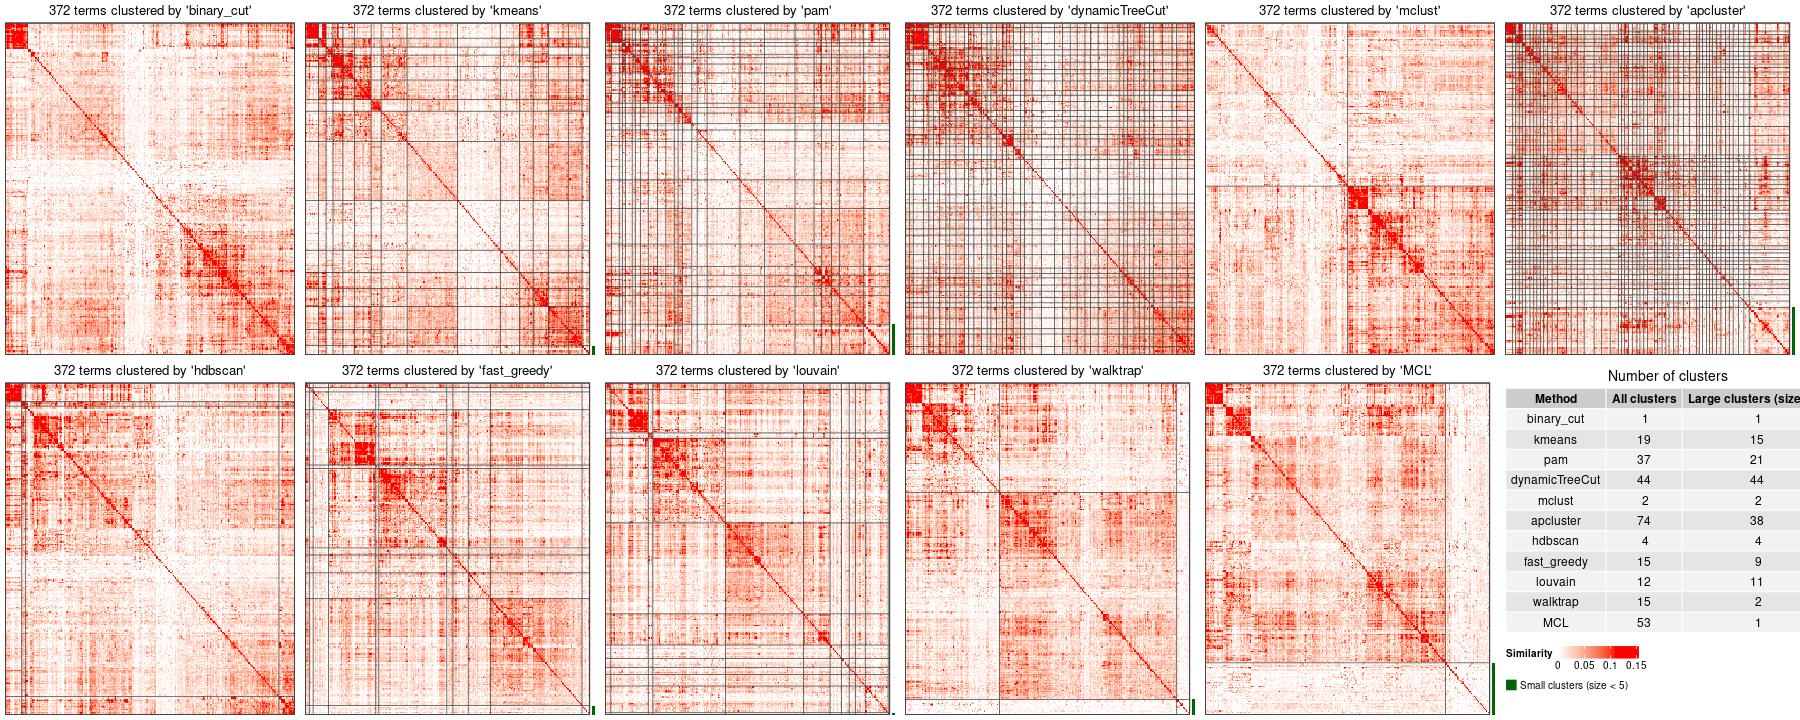 372 terms clustered by 'binary_cut'
372 terms clustered by 'kmeans'
372 terms clustered by 'pam'
372 terms clustered by 'dynamicTreeCut'
372 terms clustered by 'mclust'
372 terms clustered by 'apcluster'
372 terms clustered by 'hdbscan'
372 terms clustered by 'fast_greedy'
372 terms clustered by 'louvain'
372 terms clustered by 'walktrap'
372 terms clustered by 'MCL'
Number of clusters
Method All clusters Large clusters (size
binary_cut 1 1
kmeans 19 15
pam 37 21
dynamicTreeCut 44 44
mclust 2 2
apcluster 74 38
hdbscan 4 4
fast_greedy 15 9
louvain 12 11
walktrap 15 2
MCL 53 1
Similarity
0 0.05 0.1 0.15
Small clusters (size < 5)